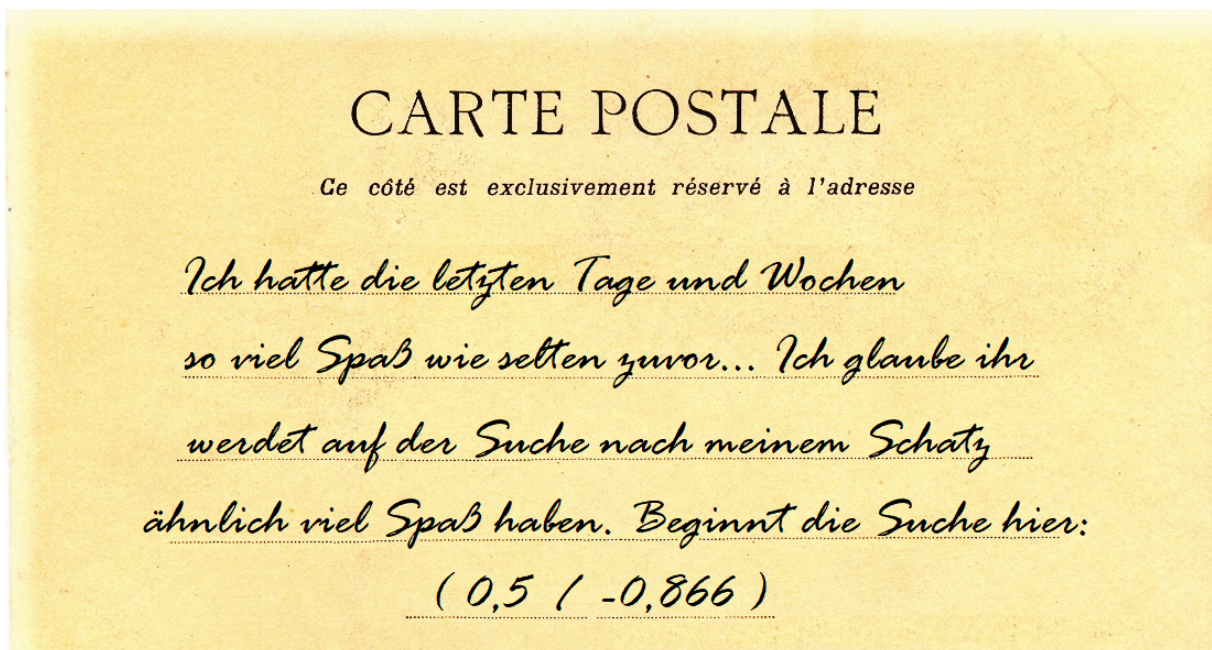 CARTE POSTALE
Ce côté est exclusivement réservé à l'adresse
Ich hatte die letzten Tage und Wochen
so viel Spaß wie selten zuvor... Ich glaube ihr
werdet auf der Suche nach meinem Schatz
ähnlich viel Spaß haben. Beginnt die Suche hier:
( 0,5 / -0,866 )